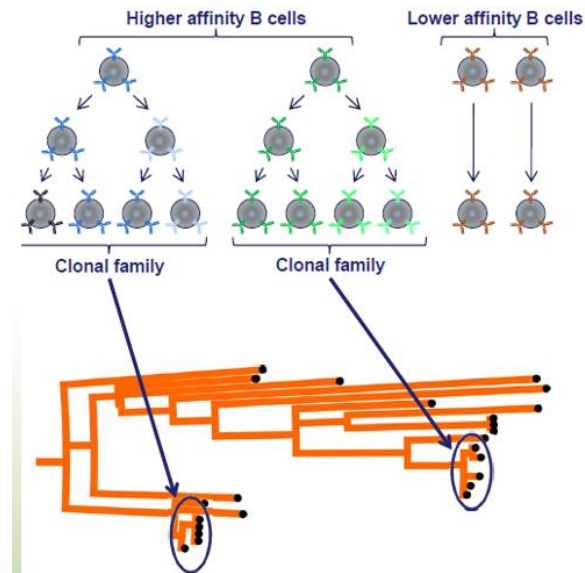 Higher affinity B cells
Lower affinity B cells
Clonal family
Clonal family